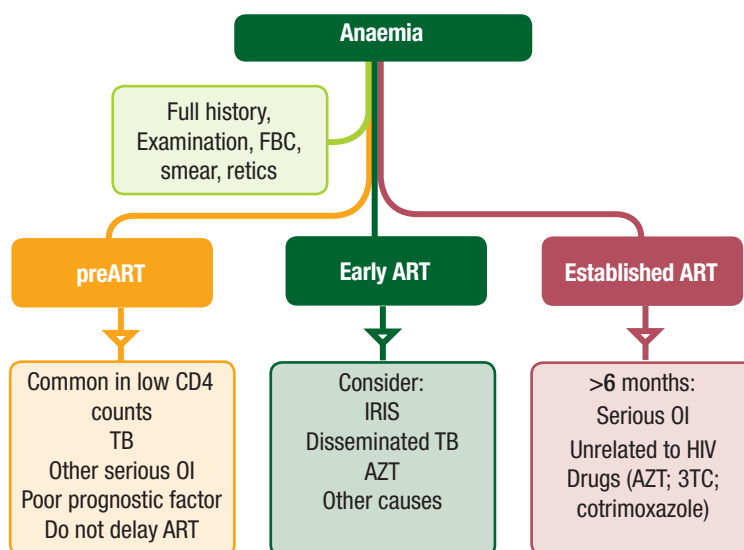 Anaemia
Full history,
Examination, FBC,
smear, retics
preART
Early ART
Established ART
Common in low CD4
counts
TB
Other serious OI
Poor prognostic factor
Do not delay ART
Consider:
IRIS
Disseminated TB
AZT
Other causes
>6 months:
Serious OI
Unrelated to HIV
Drugs (AZT; 3TC;
cotrimoxazole)